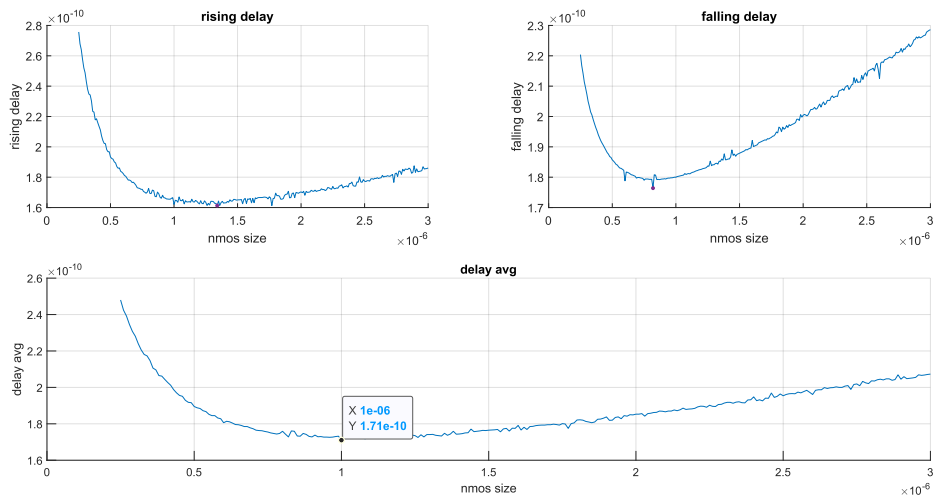 rising delay
×10-10
2.8
2.6
2.4
2.2
2
1.8
1.6
rising delay
0 0.5 1 1.5 2 2.5 3
nmos size
×10-6
falling delay
×10-10
2.3
2.2
2.1
2
1.9
1.8
1.7
falling delay
0 0.5 1 1.5 2 2.5 3
nmos size
×10-6
delay avg
×10-10
2.6
2.4
2.2
2
1.8
1.6
delay avg
X 1e-06
Y 1.71e-10
0 0.5 1 1.5 2 2.5 3
nmos size
×10-6